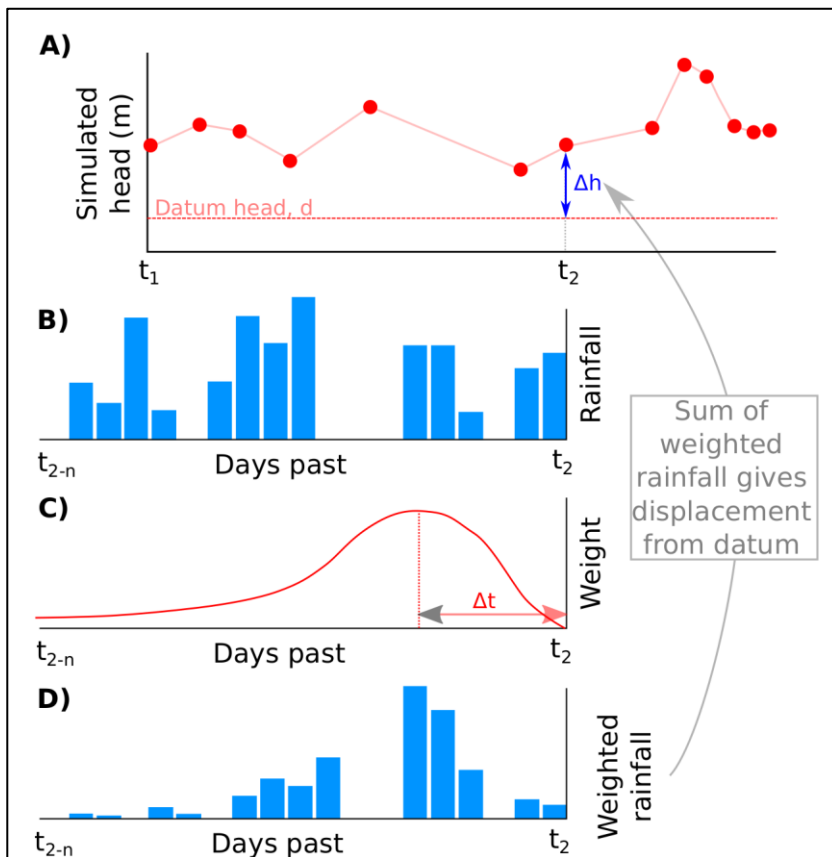 A)
Simulated
head (m)
Datum head, d
Δh
t1
t2
B)
Rainfall
t2-n
Days past
t2
C)
Weight
Δt
t2-n
Days past
t2
D)
Weighted
rainfall
t2-n
Days past
t2
Sum of
weighted
rainfall gives
displacement
from datum